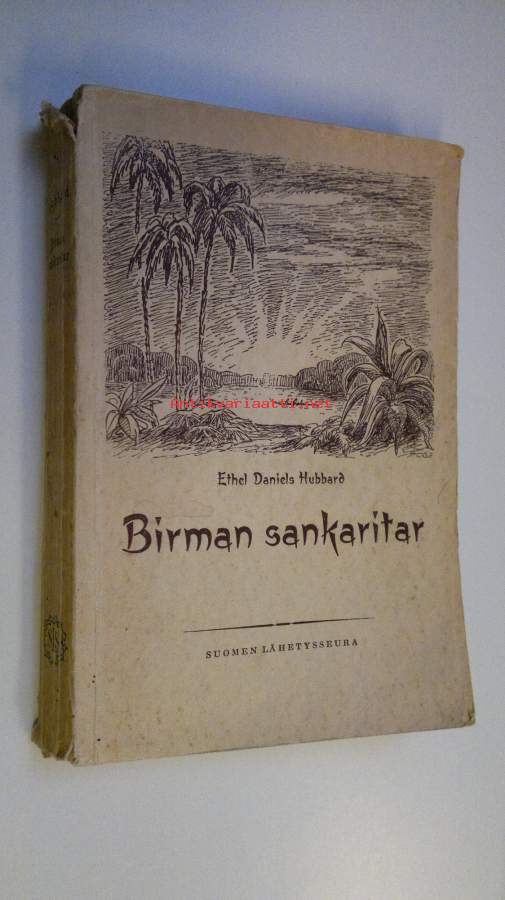 antikvariaatti.net
Ethel Daniels Hubbard
Birman sankaritar
SUOMEN LÄHETYSSEURA